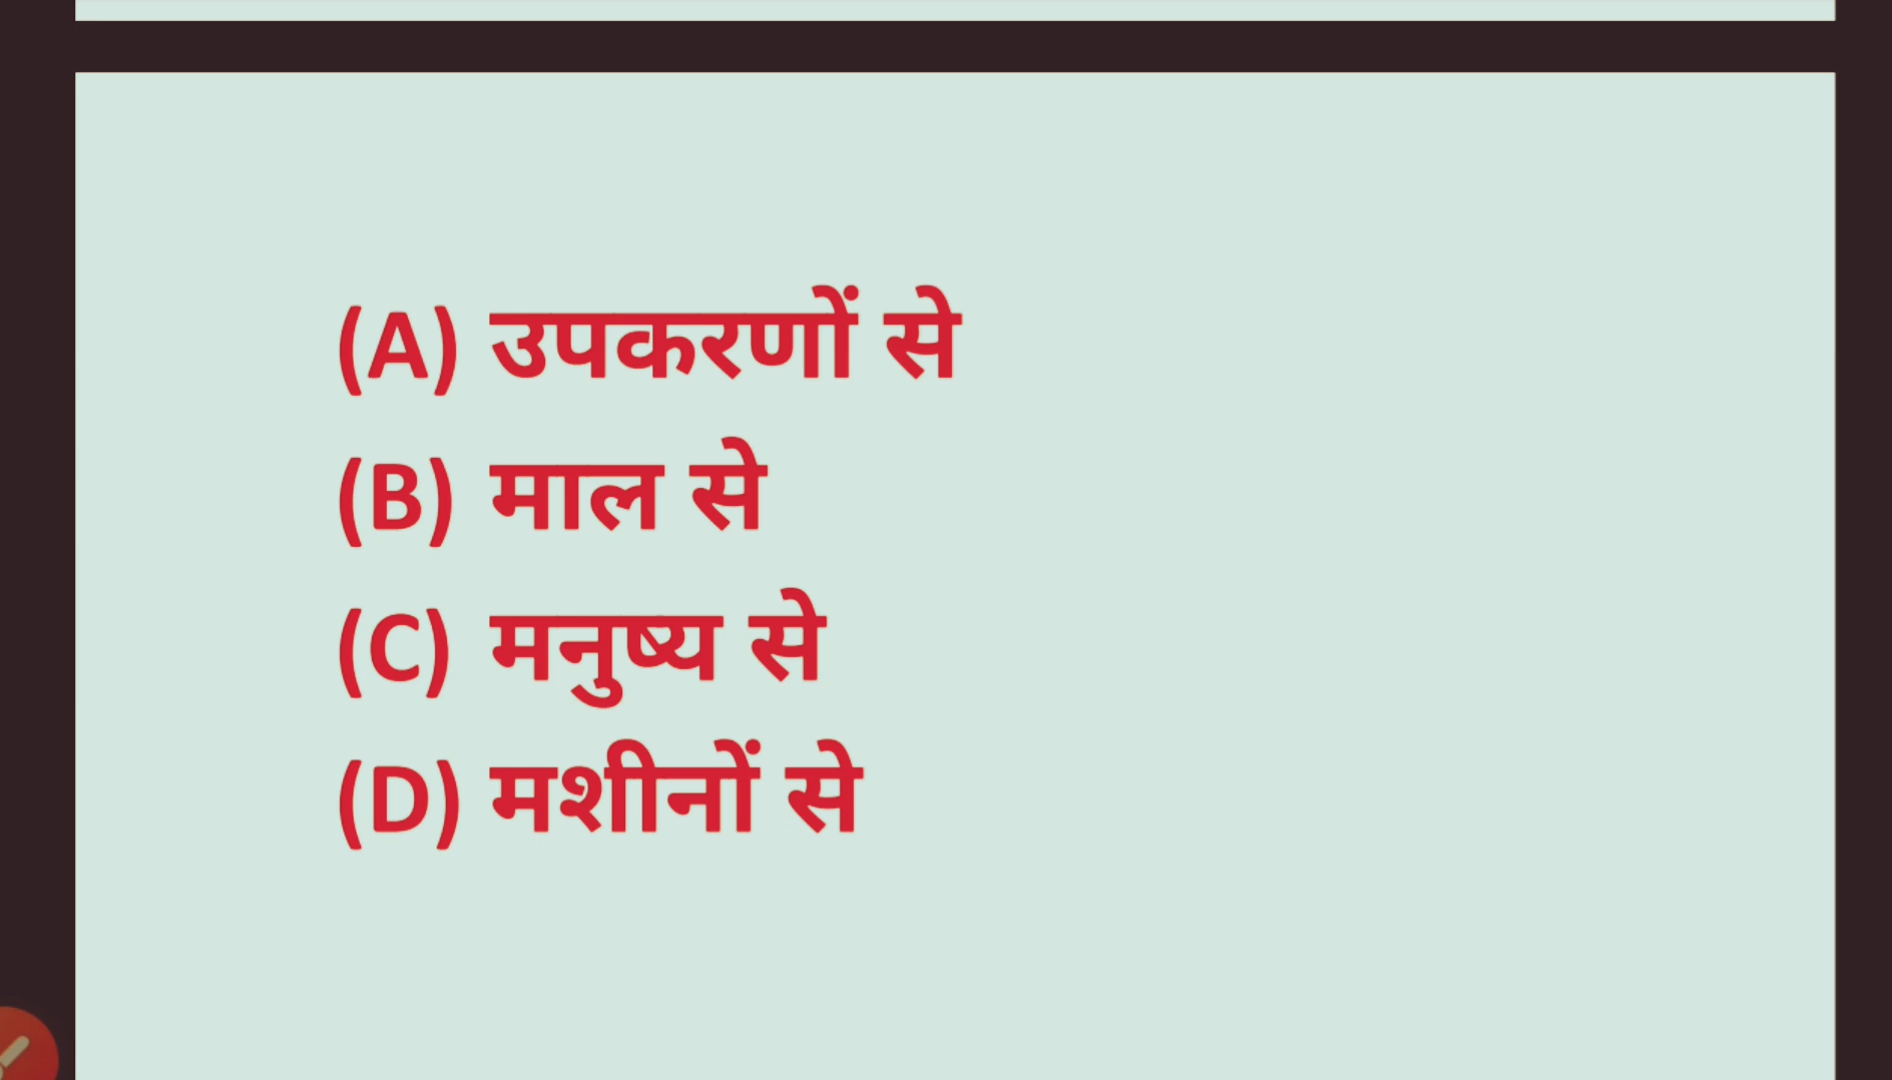 (A) उपकरणों से
(B) माल से
(C) मनुष्य से
(D) मशीनों से